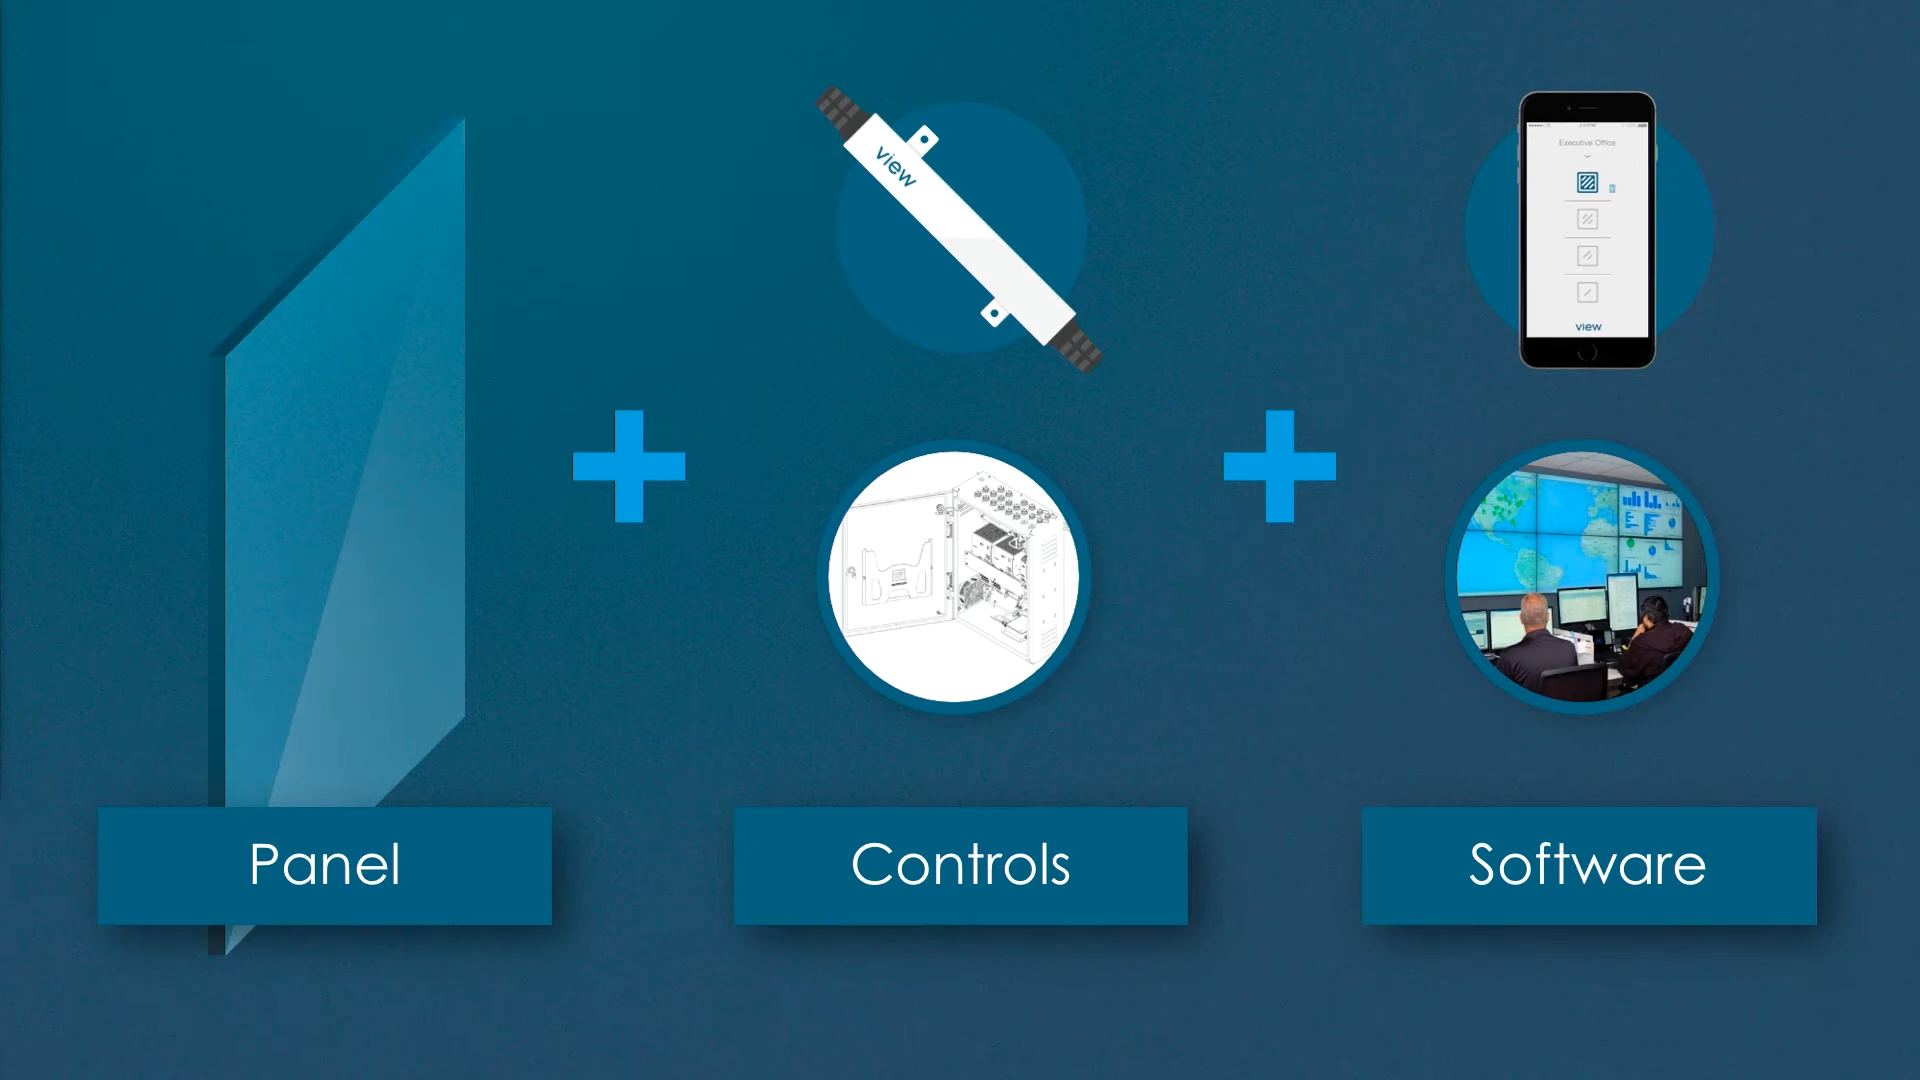 view
Executive Office
view
Panel
Controls
Software